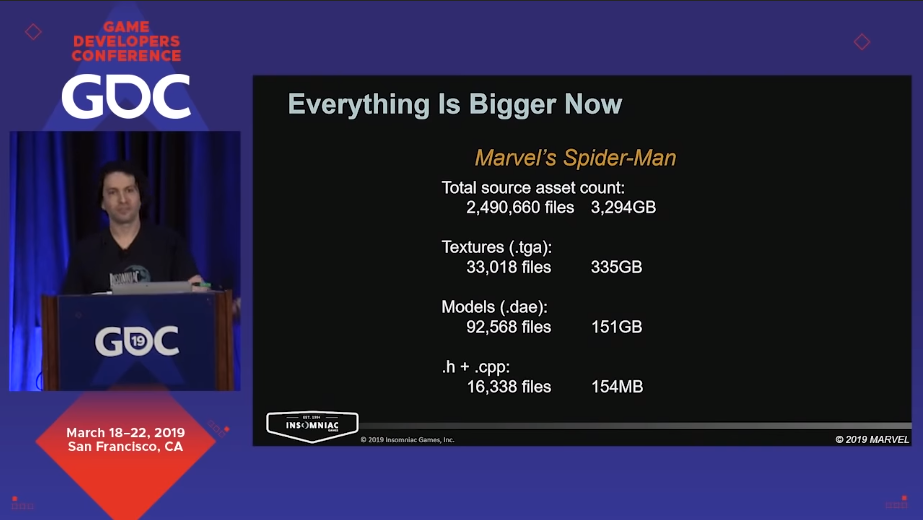 GAME
DEVELOPERS
CONFERENCE
GDC
Everything Is Bigger Now
Marvel's Spider-Man
Total source asset count:
2,490,660 files 3,294GB
Textures (.tga):
33,018 files 335GB
Models (.dae):
92,568 files 151GB
.h + .cpp:
16,338 files 154MB
INSOMNIAC
GDC
19
March 18–22, 2019
San Francisco, CA
EST. 1994
INSOMNIAC
GAMES
© 2019 Insomniac Games, Inc.
© 2019 MARVEL